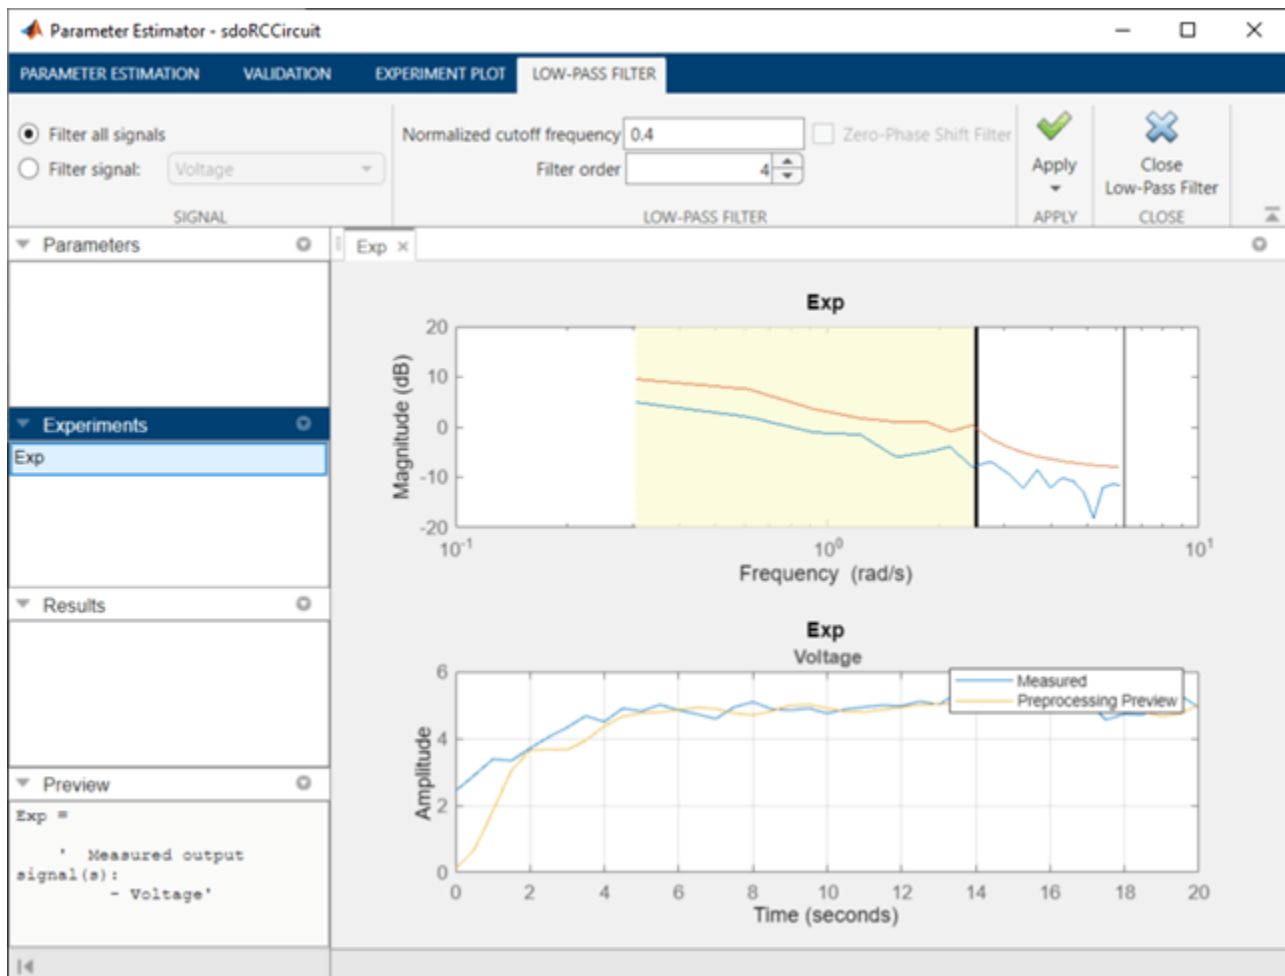 Parameter Estimator - sdoRCCircuit
PARAMETER ESTIMATION VALIDATION EXPERIMENT PLOT LOW-PASS FILTER
Filter all signals
Filter signal: Voltage
SIGNAL
Normalized cutoff frequency 0.4 Zero-Phase Shift Filter
Filter order 4
LOW-PASS FILTER
Apply
APPLY
Close
Low-Pass Filter
CLOSE
Parameters
Experiments
Exp
Results
Preview
Exp =
' Measured output
signal(s):
- Voltage'
Exp
Exp
20
10
0
-10
-20
Magnitude (dB)
10-1 100 101
Frequency (rad/s)
Exp
Voltage
Measured
Preprocessing Preview
6
4
2
0
Amplitude
0 2 4 6 8 10 12 14 16 18 20
Time (seconds)